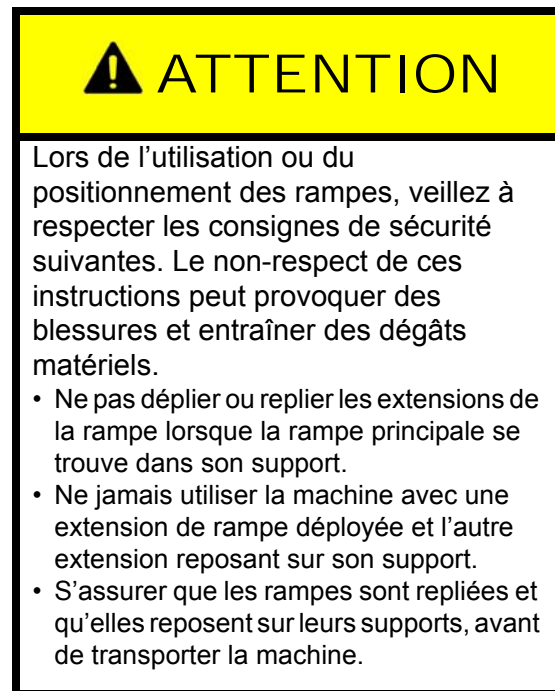 ATTENTION
Lors de l’utilisation ou du
positionnement des rampes, veillez à
respecter les consignes de sécurité
suivantes. Le non-respect de ces
instructions peut provoquer des
blessures et entraîner des dégâts
matériels.
• Ne pas déplier ou replier les extensions de
la rampe lorsque la rampe principale se
trouve dans son support.
• Ne jamais utiliser la machine avec une
extension de rampe déployée et l’autre
extension reposant sur son support.
• S’assurer que les rampes sont repliées et
qu’elles reposent sur leurs supports, avant
de transporter la machine.